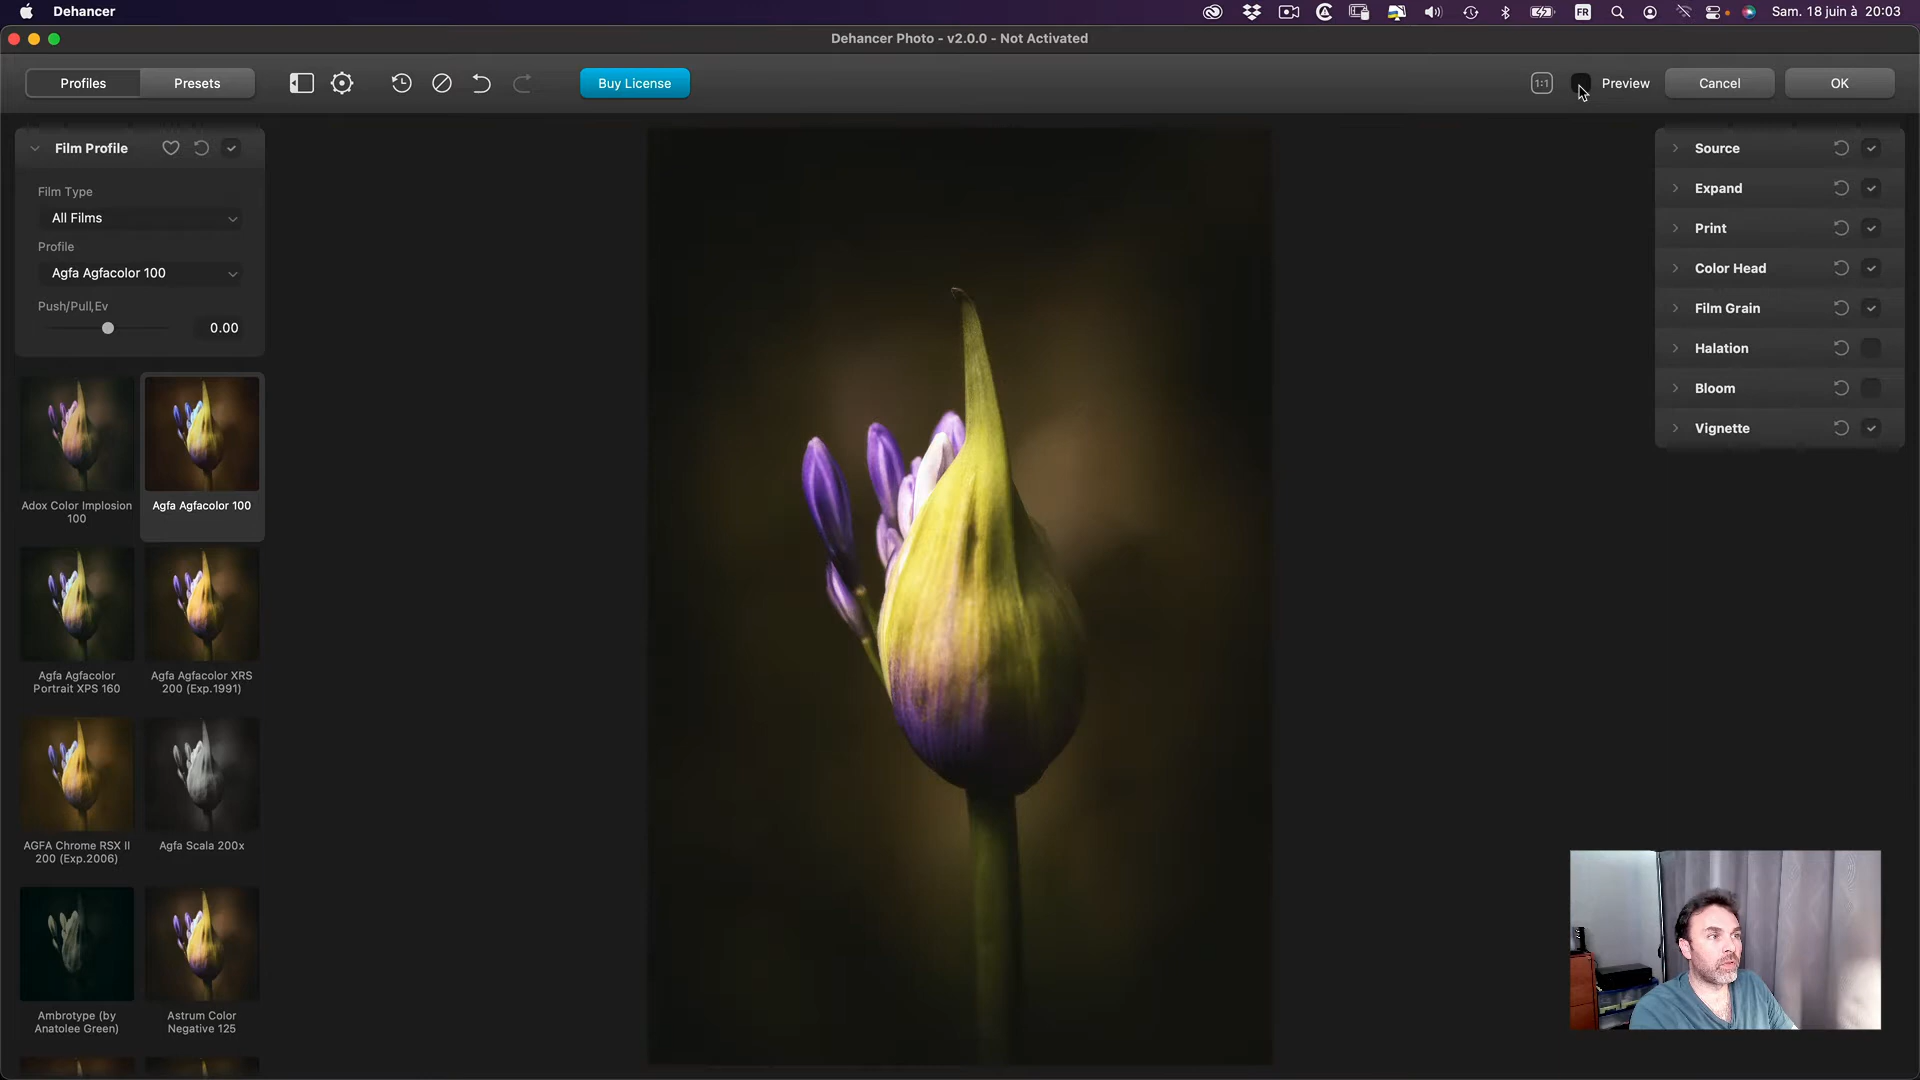 Dehancer
FR
Sam. 18 juin à 20:03
Dehancer Photo - v2.0.0 - Not Activated
Profiles
Presets
Buy License
1:1
Preview
Cancel
OK
Film Profile
Film Type
All Films
Profile
Agfa Agfacolor 100
Push/Pull,Ev
0.00
Adox Color Implosion
100
Agfa Agfacolor 100
Agfa Agfacolor
Portrait XPS 160
Agfa Agfacolor XRS
200 (Exp.1991)
AGFA Chrome RSX II
200 (Exp.2006)
Agfa Scala 200x
Ambrotype (by
Anatolee Green)
Astrum Color
Negative 125
Source
Expand
Print
Color Head
Film Grain
Halation
Bloom
Vignette